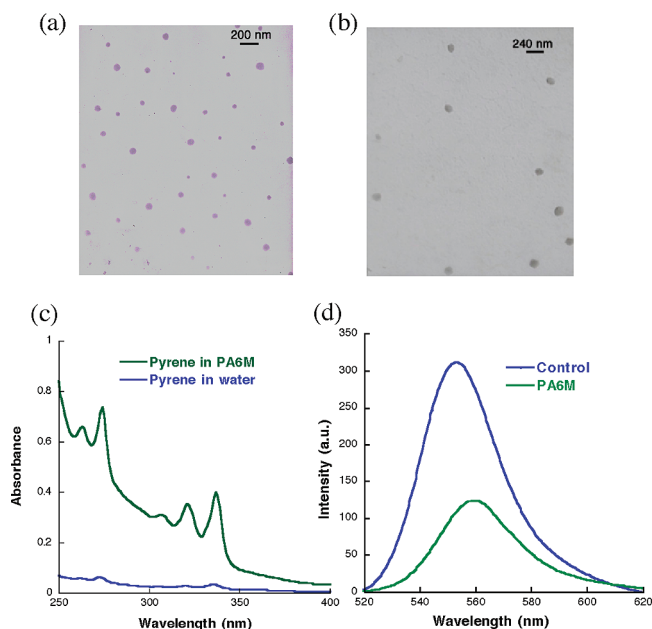 (a)
200 nm
(b)
240 nm
(c)
1
0.8
0.6
0.4
0.2
0
250
300
350
400
Absorbance
Wavelength (nm)
Pyrene in PA6M
Pyrene in water
(d)
350
300
250
200
150
100
50
0
520
540
560
580
600
620
Intensity (a.u.)
Wavelength (nm)
Control
PA6M